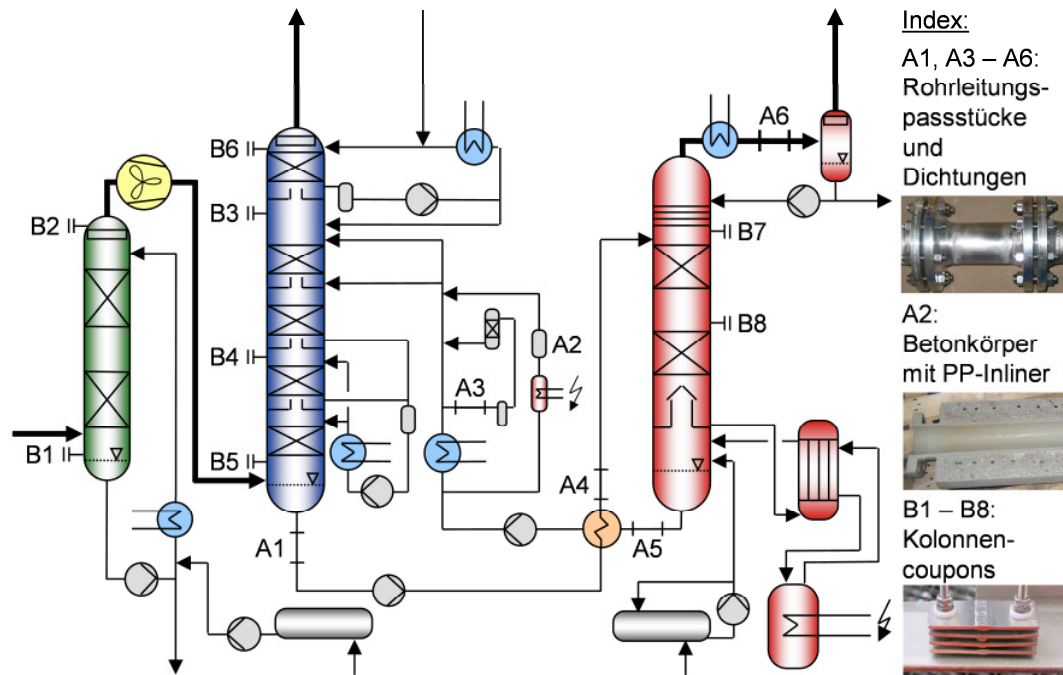 B1
B2
B6
B3
B4
B5
A1
A3
A2
A4
A5
A6
B7
B8
Index:
A1, A3 – A6:
Rohrleitungs-
passstücke
und
Dichtungen
A2:
Betonkörper
mit PP-Inliner
B1 – B8:
Kolonnen-
coupons